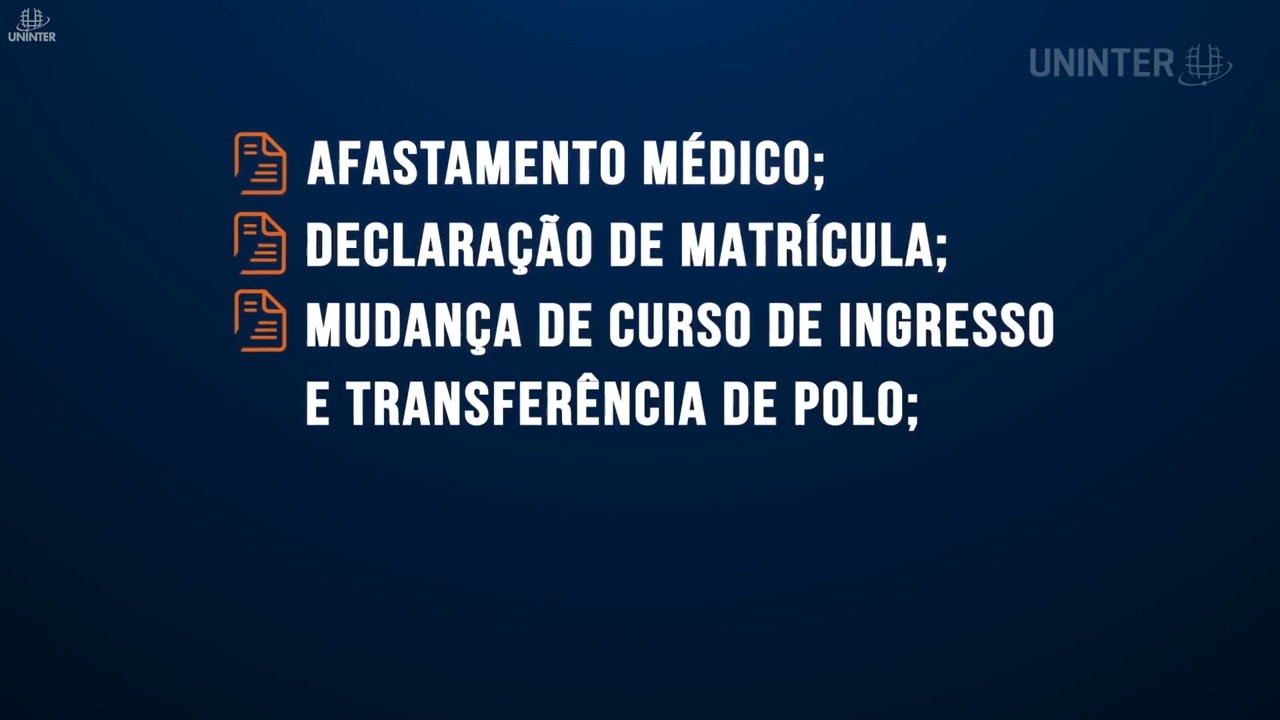 UNINTER
UNINTER
AFASTAMENTO MÉDICO;
DECLARAÇÃO DE MATRÍCULA;
MUDANÇA DE CURSO DE INGRESSO
E TRANSFERÊNCIA DE POLO;